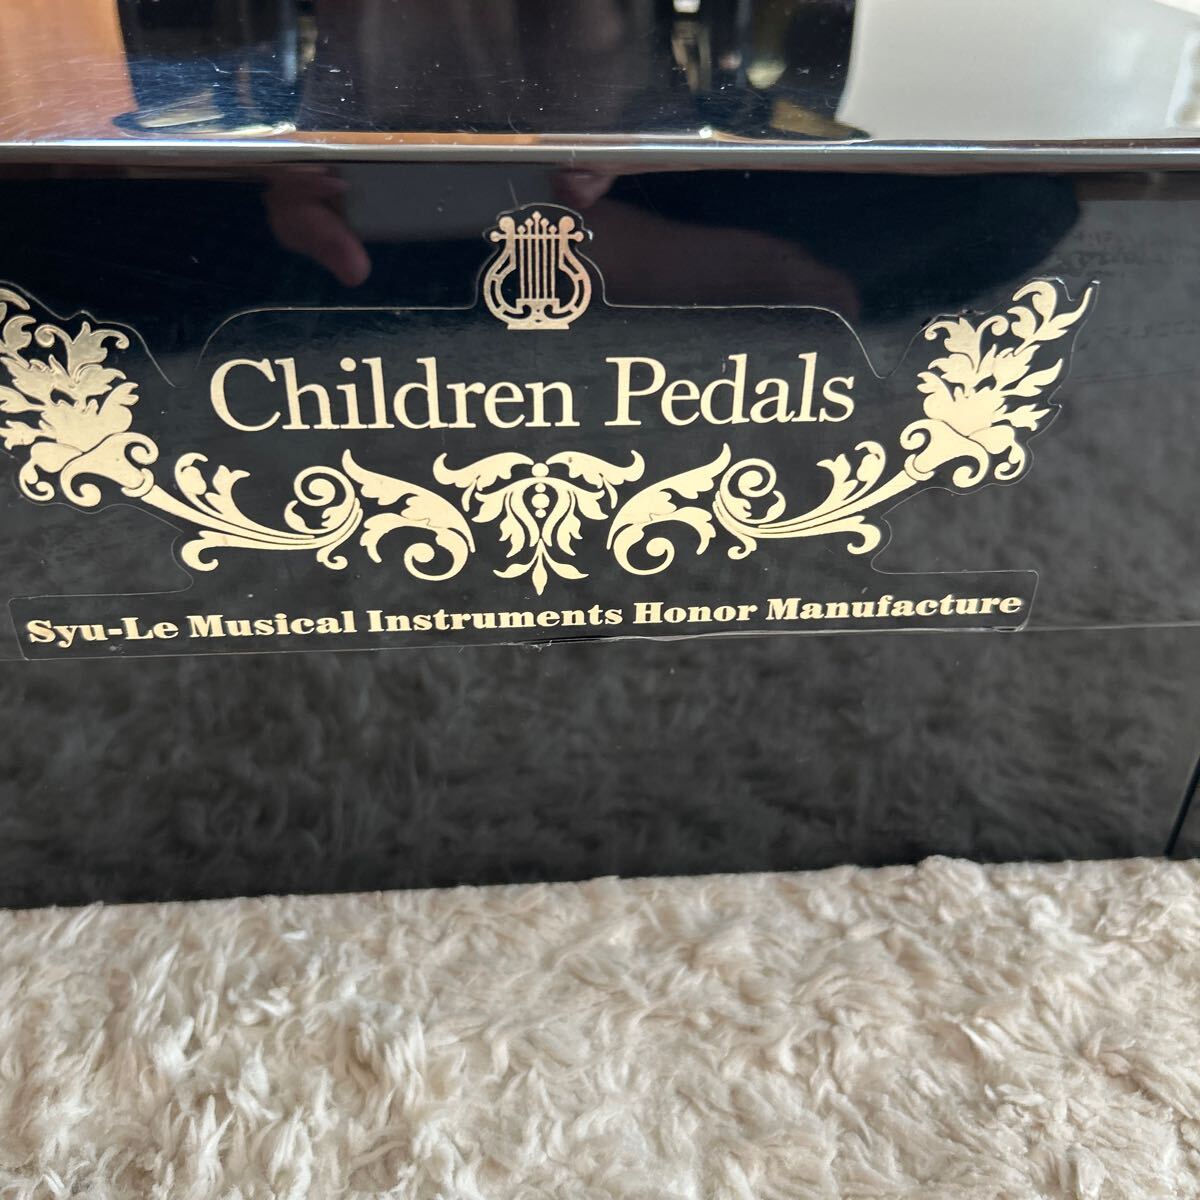 Children Pedals
Syu-Le Musical Instruments Honor Manufacture